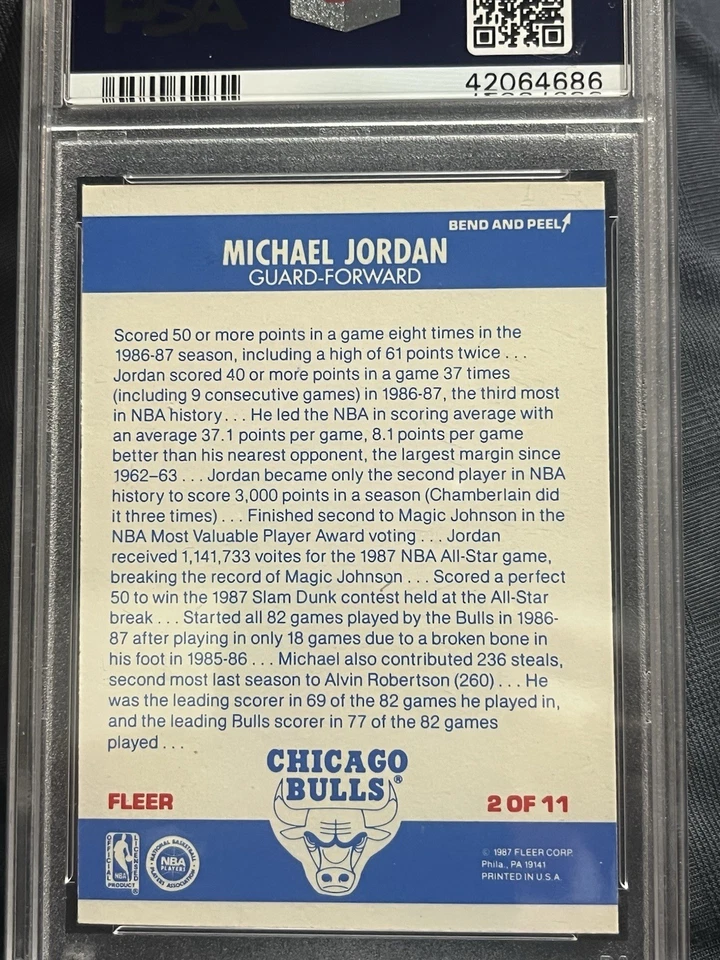 PSA
42064686
BEND AND PEEL
MICHAEL JORDAN
GUARD-FORWARD
Scored 50 or more points in a game eight times in the
1986-87 season, including a high of 61 points twice . . .
Jordan scored 40 or more points in a game 37 times
(including 9 consecutive games) in 1986-87, the third most
in NBA history . . . He led the NBA in scoring average with
an average 37.1 points per game, 8.1 points per game
better than his nearest opponent, the largest margin since
1962–63 . . . Jordan became only the second player in NBA
history to score 3,000 points in a season (Chamberlain did
it three times) . . . Finished second to Magic Johnson in the
NBA Most Valuable Player Award voting . . . Jordan
received 1,141,733 voites for the 1987 NBA All-Star game,
breaking the record of Magic Johnson . . . Scored a perfect
50 to win the 1987 Slam Dunk contest held at the All-Star
break . . . Started all 82 games played by the Bulls in 1986-
87 after playing in only 18 games due to a broken bone in
his foot in 1985-86 . . . Michael also contributed 236 steals,
second most last season to Alvin Robertson (260) . . . He
was the leading scorer in 69 of the 82 games he played in,
and the leading Bulls scorer in 77 of the 82 games
played . . .
CHICAGO
BULLS®
FLEER
2 OF 11
OFFICIAL LICENSED PRODUCT
NBA ®
NATIONAL BASKETBALL PLAYERS ASSOCIATION
NBA
PLAYERS
© 1987 FLEER CORP.
Phila., PA 19141
PRINTED IN U.S.A.